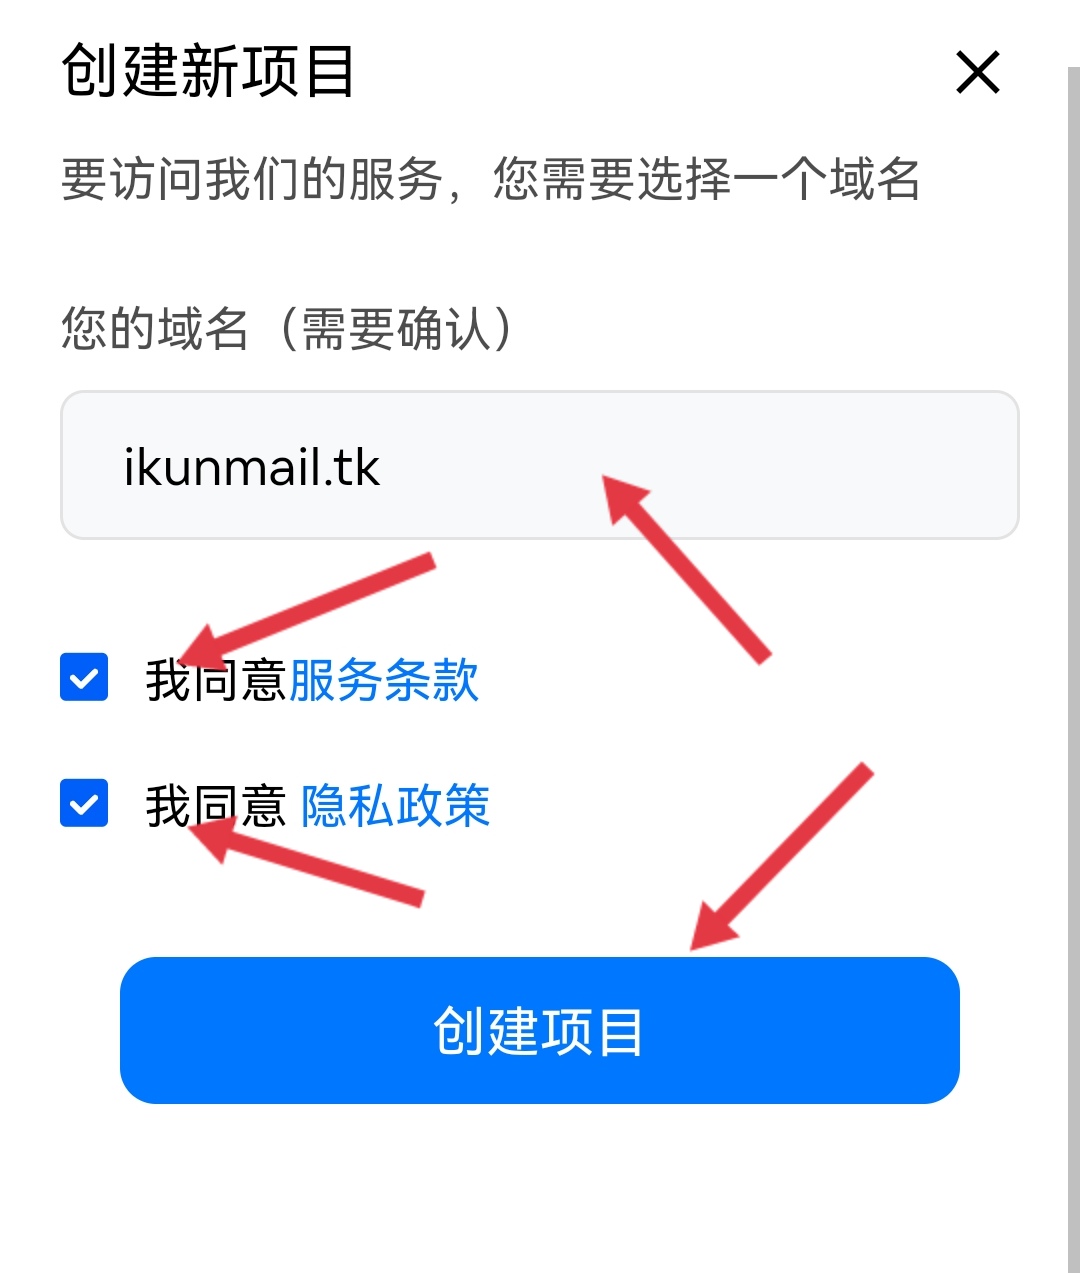 创建新项目
要访问我们的服务，您需要选择一个域名
您的域名（需要确认）
ikunmail.tk
我同意服务条款
我同意 隐私政策
创建项目